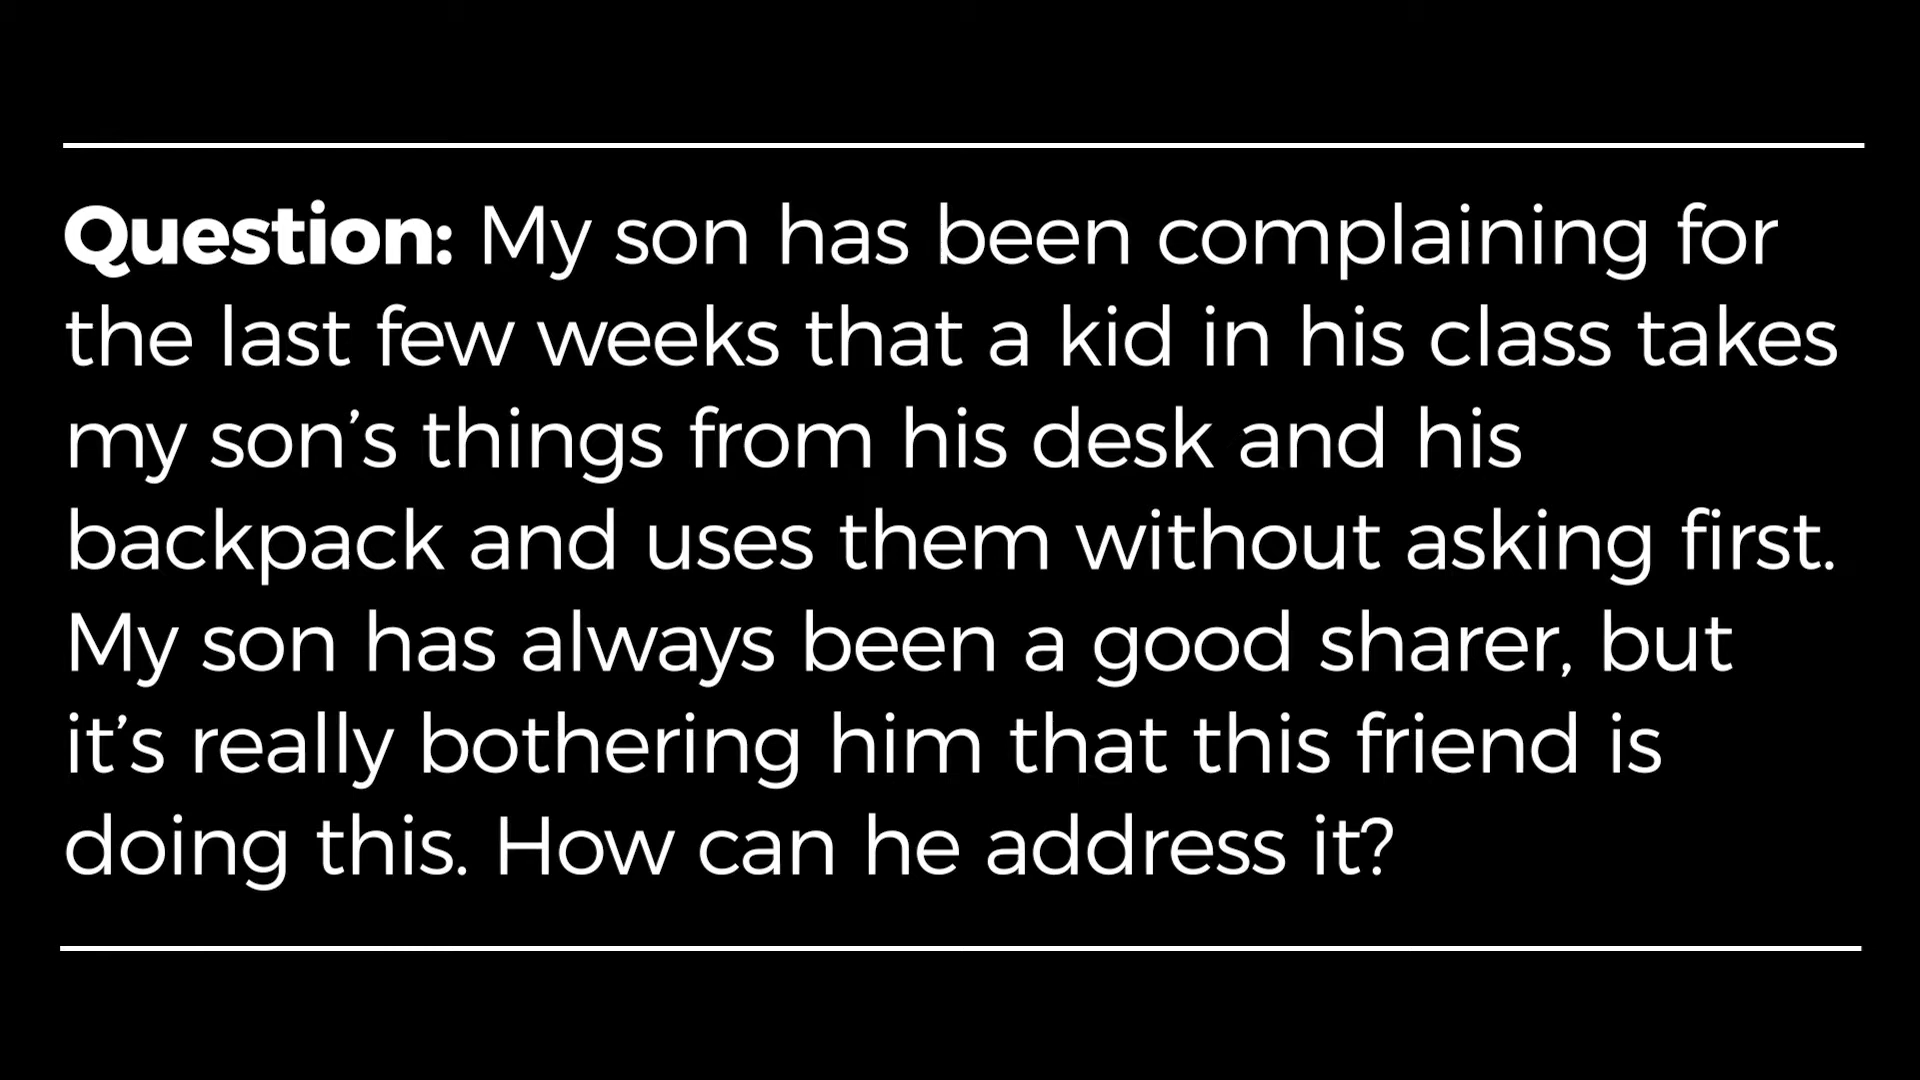 Question: My son has been complaining for
the last few weeks that a kid in his class takes
my son’s things from his desk and his
backpack and uses them without asking first.
My son has always been a good sharer, but
it’s really bothering him that this friend is
doing this. How can he address it?